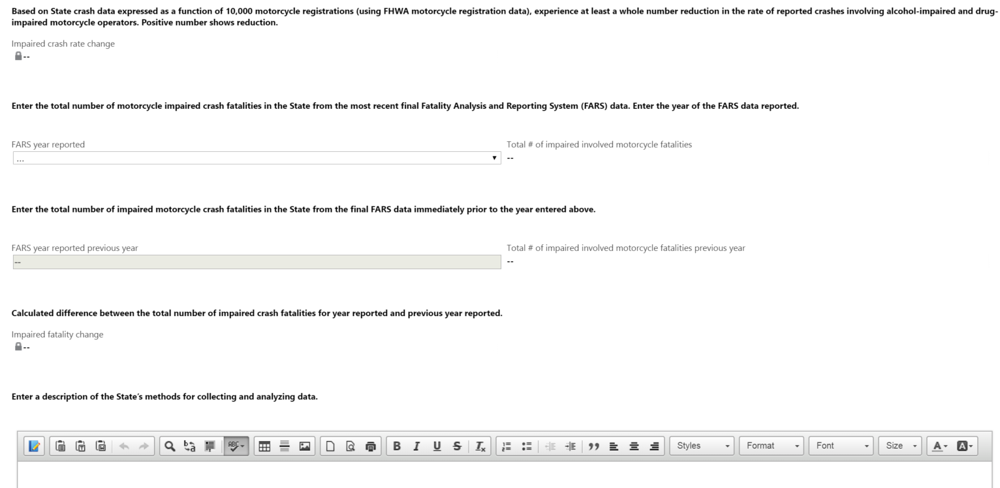 Based on State crash data expressed as a function of 10,000 motorcycle registrations (using FHWA motorcycle registration data), experience at least a whole number reduction in the rate of reported crashes involving alcohol-impaired and drug-
impaired motorcycle operators. Positive number shows reduction.
Impaired crash rate change
--
Enter the total number of motorcycle impaired crash fatalities in the State from the most recent final Fatality Analysis and Reporting System (FARS) data. Enter the year of the FARS data reported.
FARS year reported Total # of impaired involved motorcycle fatalities
... --
Enter the total number of impaired motorcycle crash fatalities in the State from the final FARS data immediately prior to the year entered above.
FARS year reported previous year Total # of impaired involved motorcycle fatalities previous year
-- --
Calculated difference between the total number of impaired crash fatalities for year reported and previous year reported.
Impaired fatality change
--
Enter a description of the State's methods for collecting and analyzing data.
ABC B I U S Ix Styles Format Font Size A A